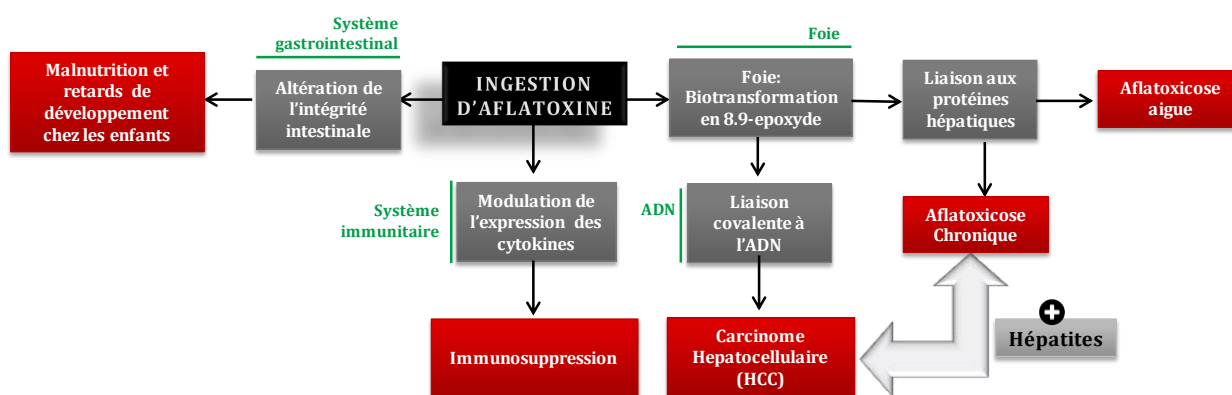 Système
gastrointestinal
Foie
Malnutrition et
retards de
développement
chez les enfants
Altération de
l'intégrité
intestinale
INGESTION
D'AFLATOXINE
Foie:
Biotransformation
en 8.9-epoxyde
Liaison aux
protéines
hépatiques
Aflatoxicose
aigue
Système
immunitaire
Modulation de
l'expression des
cytokines
ADN
Liaison
covalente à
l'ADN
Aflatoxicose
Chronique
Immunosuppression
Carcinome
Hepatocellulaire
(HCC)
+
Hépatites